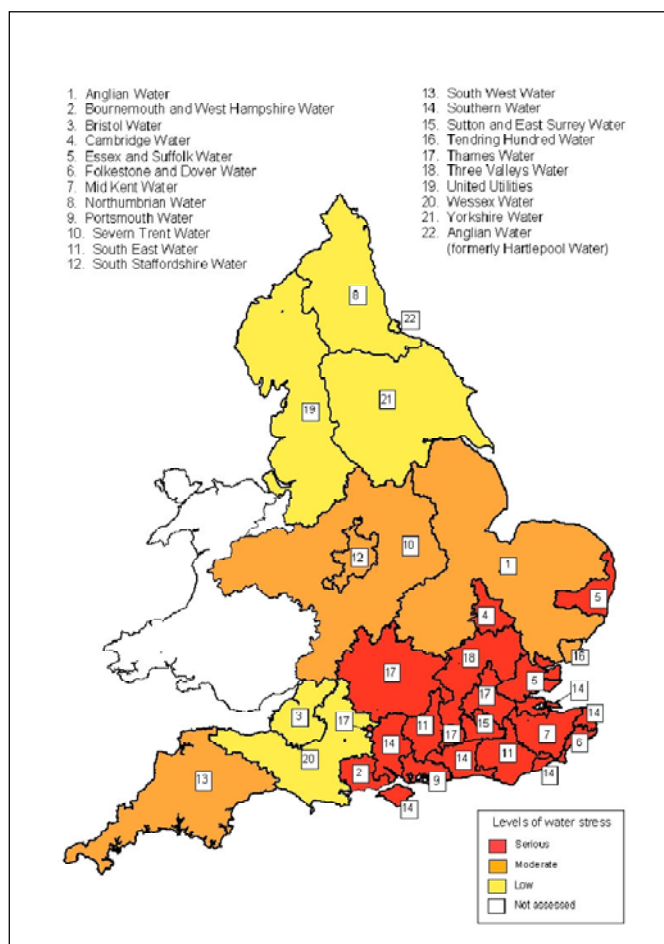 1. Anglian Water
2. Bournemouth and West Hampshire Water
3. Bristol Water
4. Cambridge Water
5. Essex and Suffolk Water
6. Folkestone and Dover Water
7. Mid Kent Water
8. Northumbrian Water
9. Portsmouth Water
10. Severn Trent Water
11. South East Water
12. South Staffordshire Water
13. South West Water
14. Southern Water
15. Sutton and East Surrey Water
16. Tendring Hundred Water
17. Thames Water
18. Three Valleys Water
19. United Utilities
20. Wessex Water
21. Yorkshire Water
22. Anglian Water
(formerly Hartlepool Water)
8
22
21
19
10
12
1
5
4
16
18
17
5
14
17
3
17
11
17
15
14
7
6
14
20
14
11
2
9
14
14
13
14
Levels of water stress
Serious
Moderate
Low
Not assessed